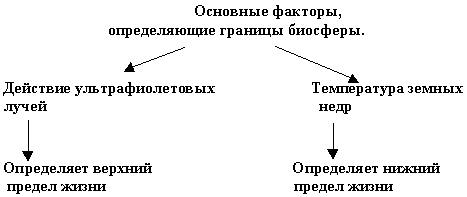 Основные факторы,
определяющие границы биосферы.
Действие ультрафиолетовых
лучей
Температура земных
недр
Определяет верхний
предел жизни
Определяет нижний
предел жизни